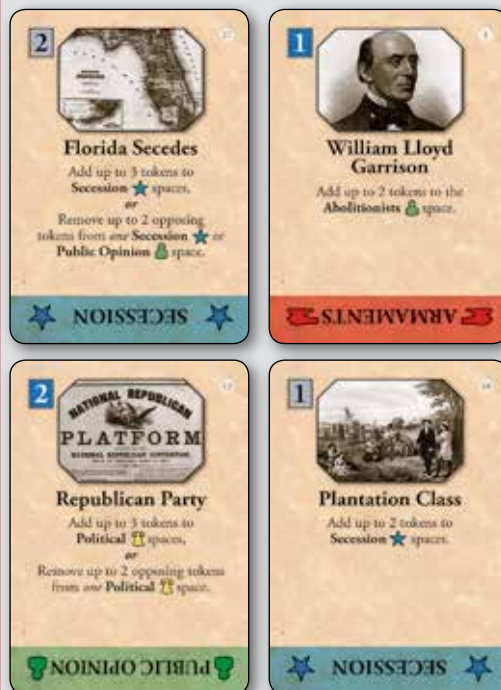 2
Florida Secedes
Add up to 3 tokens to
Secession spaces,
or
Remove up to 2 opposing
tokens from one Secession or
Public Opinion space.
SECESSION
1
William Lloyd
Garrison
Add up to 2 tokens to the
Abolitionists space.
ARMAMENTS
2
NATIONAL REPUBLICAN
PLATFORM
Republican Party
Add up to 3 tokens to
Political spaces,
or
Remove up to 2 opposing tokens
from one Political space.
PUBLIC OPINION
1
Plantation Class
Add up to 2 tokens to
Secession spaces.
SECESSION